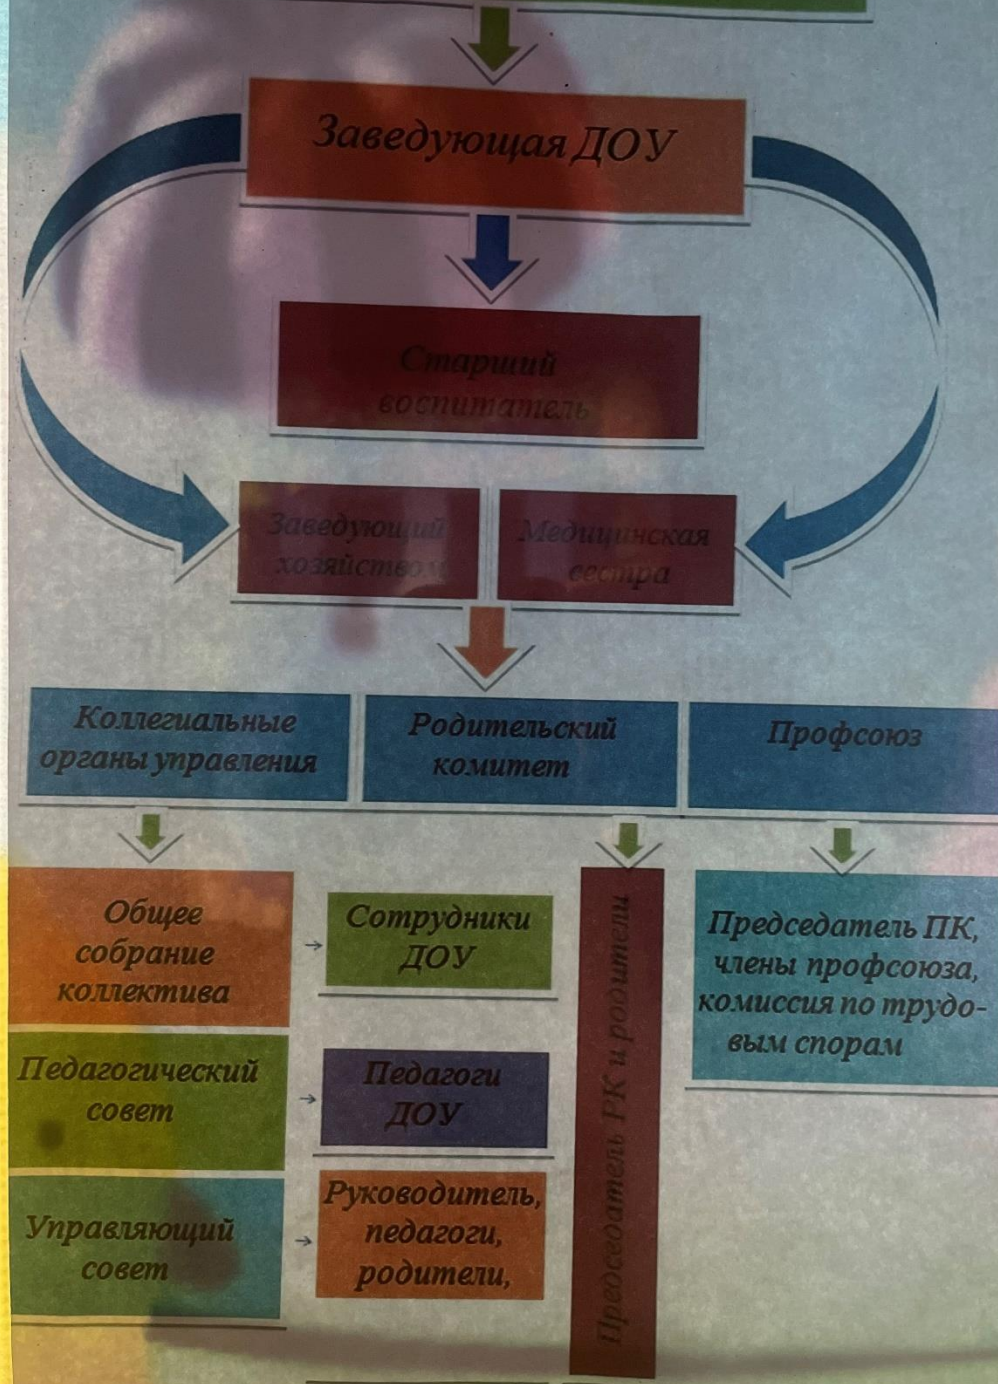 Заведующая ДОУ
Старший
воспитатель
Заведующий
хозяйством
Медицинская
сестра
Коллегиальные
органы управления
Родительский
комитет
Профсоюз
Общее
собрание
коллектива
Сотрудники
ДОУ
Педагогический
совет
Педагоги
ДОУ
Управляющий
совет
Руководитель,
педагоги,
родители,
Председатель РК и родители
Председатель ПК,
члены профсоюза,
комиссия по трудо-
вым спорам